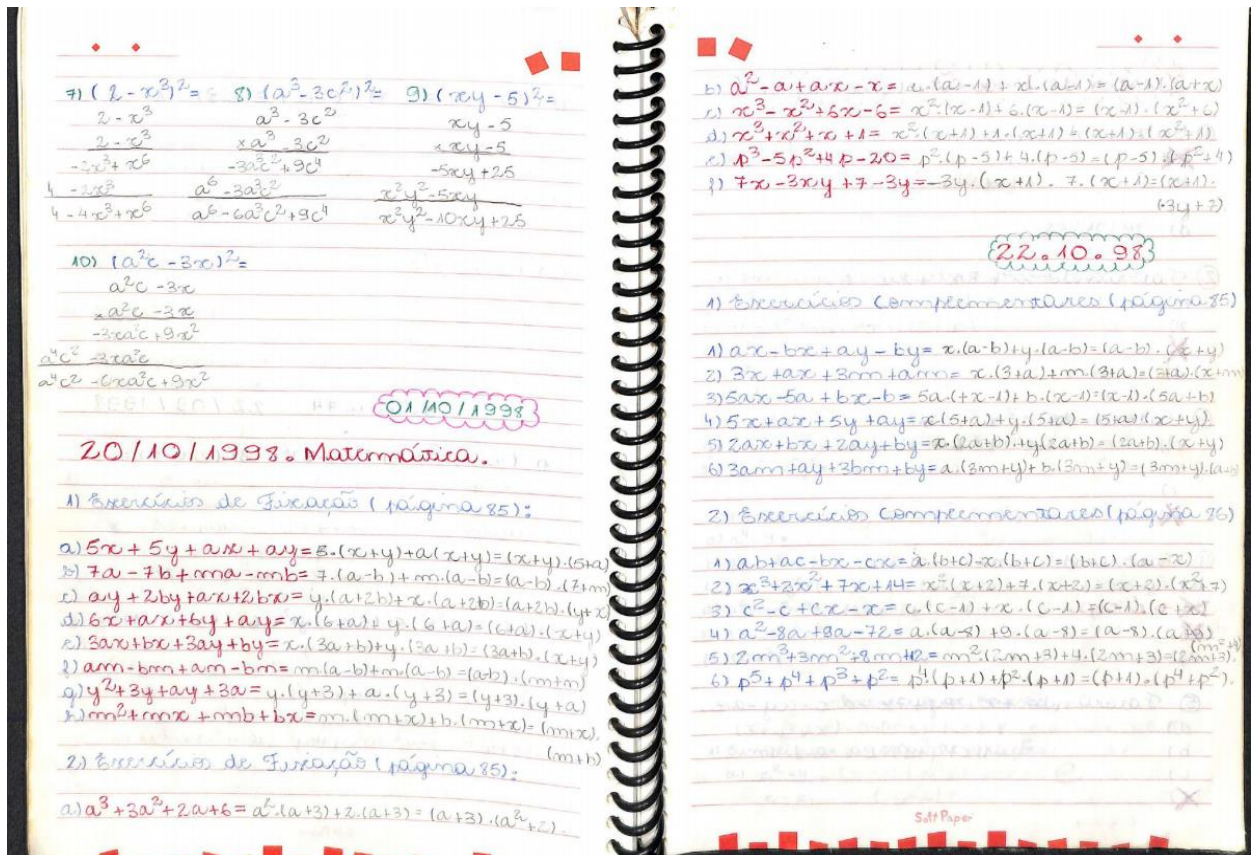 7) (2 - x³)² = 8) (a³ - 3c²)² = 9) (xy - 5)² =
2 - x³ a³ - 3c² xy - 5
2 - x³ x a³ - 3c² x xy - 5
-2x³ + x⁶ -3a³c² + 9c⁴ -5xy + 25
4 - 2x³ a⁶ - 3a³c² x²y² - 5xy
4 - 4x³ + x⁶ a⁶ - 6a³c² + 9c⁴ x²y² - 10xy + 25
10) (a²c - 3x)² =
a²c - 3x
x a²c - 3x
-3xa²c + 9x²
a⁴c² - 3xa²c
a⁴c² - 6xa²c + 9x²
01/10/1998
20/10/1998. Matemática.
1) Exercícios de Fixação (página 85):
a) 5x + 5y + ax + ay = 5.(x+y)+a(x+y)=(x+y).(5+a)
b) 7a - 7b + ma - mb = 7.(a-b)+m.(a-b)=(a-b).(7+m)
c) ay + 2by + ax + 2bx = y.(a+2b)+x.(a+2b)=(a+2b).(y+x)
d) 6x + ax + 6y + ay = x.(6+a)+y.(6+a)=(6+a).(x+y)
e) 3ax + bx + 3ay + by = x.(3a+b)+y.(3a+b)=(3a+b).(x+y)
f) am - bm + an - bn = m.(a-b)+n.(a-b)=(a-b).(m+n)
g) y² + 3y + ay + 3a = y.(y+3)+a.(y+3)=(y+3).(y+a)
h) m² + mx + mb + bx = m.(m+x)+b.(m+x)=(m+x).
(m+b)
2) Exercícios de Fixação (página 85):
a) a³ + 3a² + 2a + 6 = a².(a+3)+2.(a+3)=(a+3).(a²+2).
b) a² - a + ax - x = a.(a-1)+x.(a-1)=(a-1).(a+x)
c) x³ - x² + 6x - 6 = x².(x-1)+6.(x-1)=(x-1).(x²+6)
d) x³ + x² + x + 1 = x².(x+1)+1.(x+1)=(x+1).(x²+1)
e) p³ - 5p² + 4p - 20 = p².(p-5)+4.(p-5)=(p-5).(p²+4)
f) 7x - 3xy + 7 - 3y = -3y.(x+1). 7.(x+1)=(x+1).
(-3y+7)
22.10.98
1) Exercícios Complementares (página 85)
1) ax - bx + ay - by = x.(a-b)+y.(a-b)=(a-b).(x+y)
2) 3x + ax + 3m + am = x.(3+a)+m.(3+a)=(3+a).(x+m
3) 5ax - 5a + bx - b = 5a.(+x-1)+b.(x-1)=(x-1).(5a+b)
4) 5x + ax + 5y + ay = x(5+a)+y.(5+a)=(5+a).(x+y).
5) 2ax + bx + 2ay + by = x.(2a+b).+y(2a+b)=(2a+b).(x+y)
6) 3am + ay + 3bm + by = a.(3m+y)+b.(3m+y)=(3m+y).(a+b
2) Exercícios Complementares (página 86)
1) ab + ac - bx - cx = a.(b+c)-x.(b+c)=(b+c).(a-x)
2) x³ + 2x² + 7x + 14 = x².(x+2)+7.(x+2)=(x+2).(x²+7)
3) c² - c + cx - x = c.(c-1)+x.(c-1)=(c-1).(c+x)
4) a² - 8a + 9a - 72 = a.(a-8)+9.(a-8)=(a-8).(a+9)
5) 2m³ + 3m² + 8m + 12 = m².(2m+3)+4.(2m+3)=(2m+3). (m²+4)
6) p⁵ + p⁴ + p³ + p² = p⁴(p+1)+p².(p+1)=(p+1).(p⁴+p²).
Soft Paper